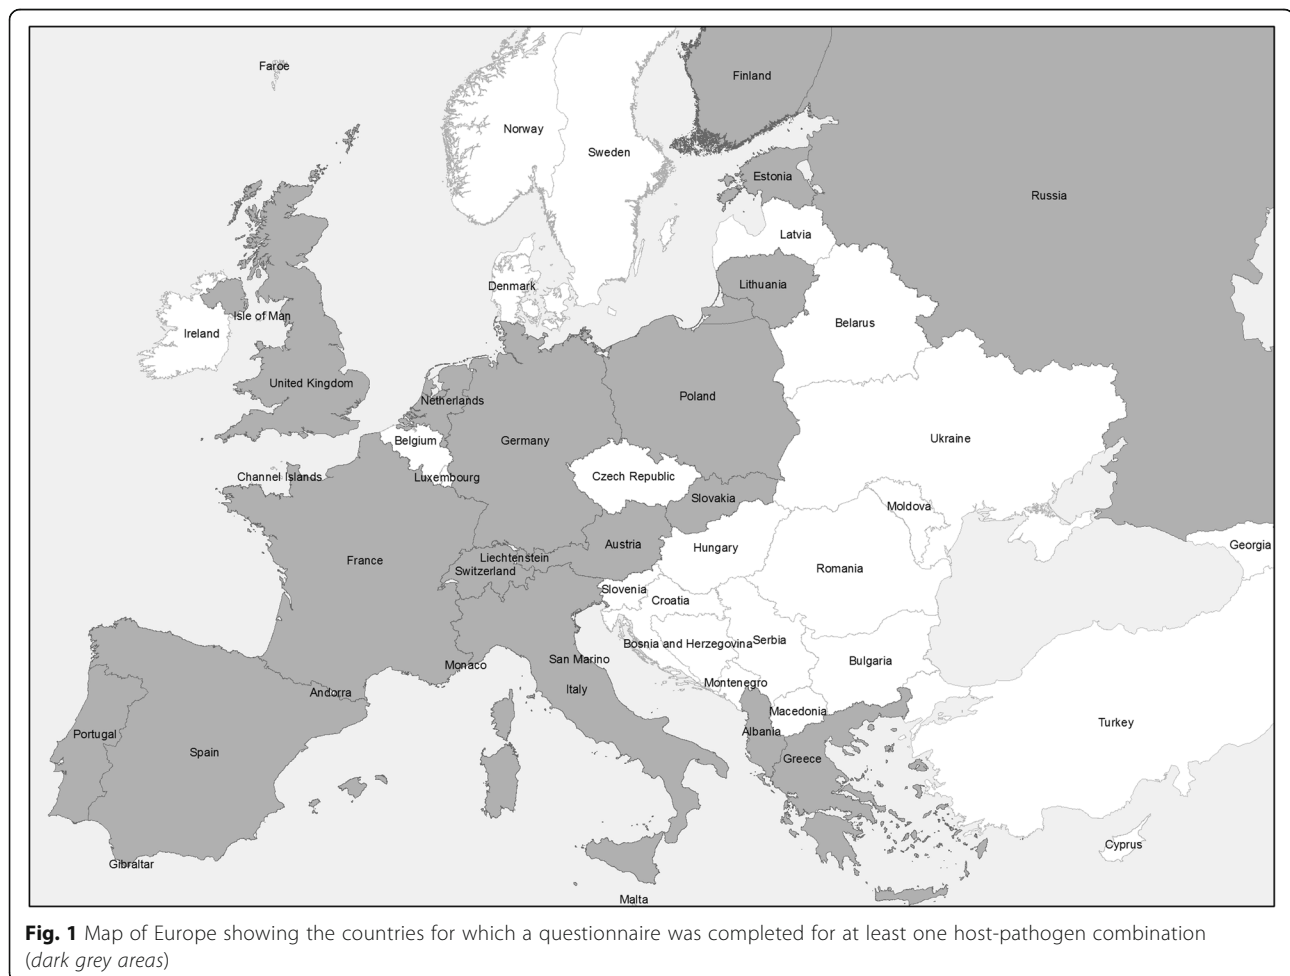 Faroe
Finland
Norway
Sweden
Estonia
Russia
Latvia
Denmark
Lithuania
Isle of Man
Ireland
Belarus
United Kingdom
Netherlands
Poland
Belgium
Germany
Ukraine
Channel Islands
Luxembourg
Czech Republic
Slovakia
Moldova
Austria
Hungary
Georgia
France
Liechtenstein
Switzerland
Romania
Slovenia
Croatia
Bosnia and Herzegovina
Serbia
San Marino
Monaco
Bulgaria
Andorra
Italy
Montenegro
Macedonia
Portugal
Albania
Turkey
Spain
Greece
Cyprus
Gibraltar
Malta
Fig. 1 Map of Europe showing the countries for which a questionnaire was completed for at least one host-pathogen combination
(dark grey areas)